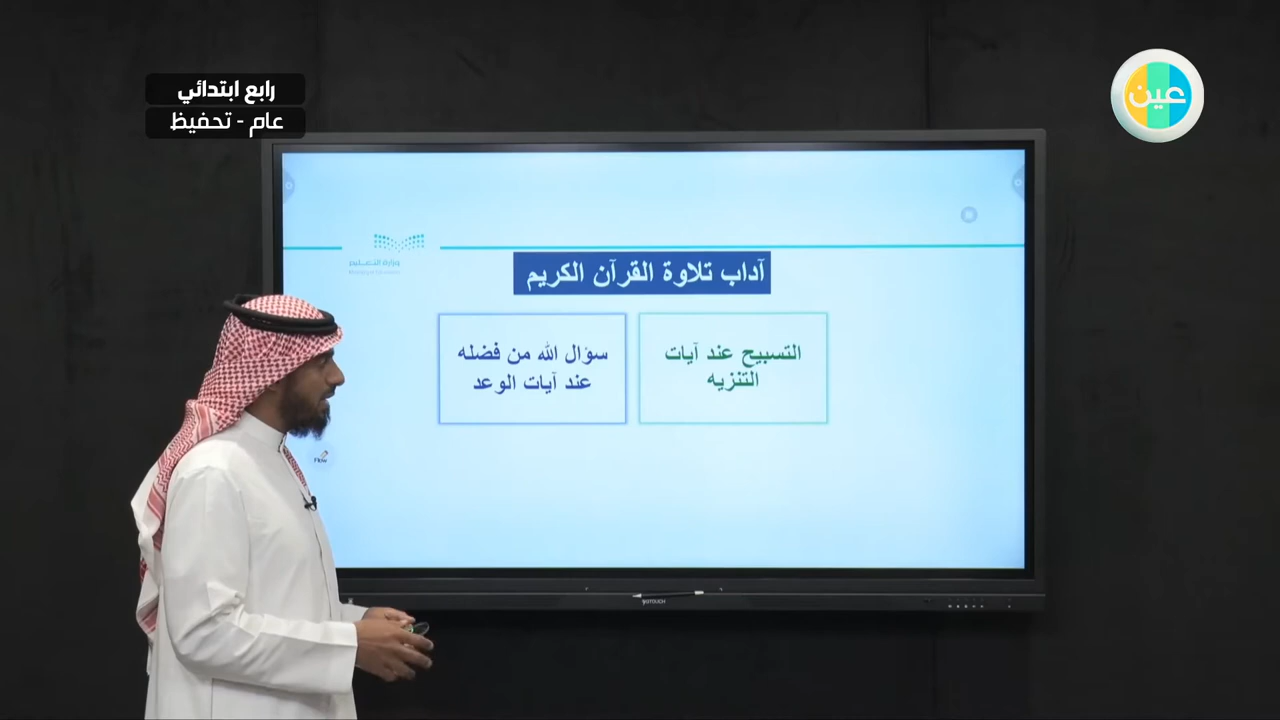 رابع ابتدائي
عام - تحفيظ
عين
وزارة التعليم
آداب تلاوة القرآن الكريم
التسبيح عند آيات
التنزيه
سؤال الله من فضله
عند آيات الوعد
Flow